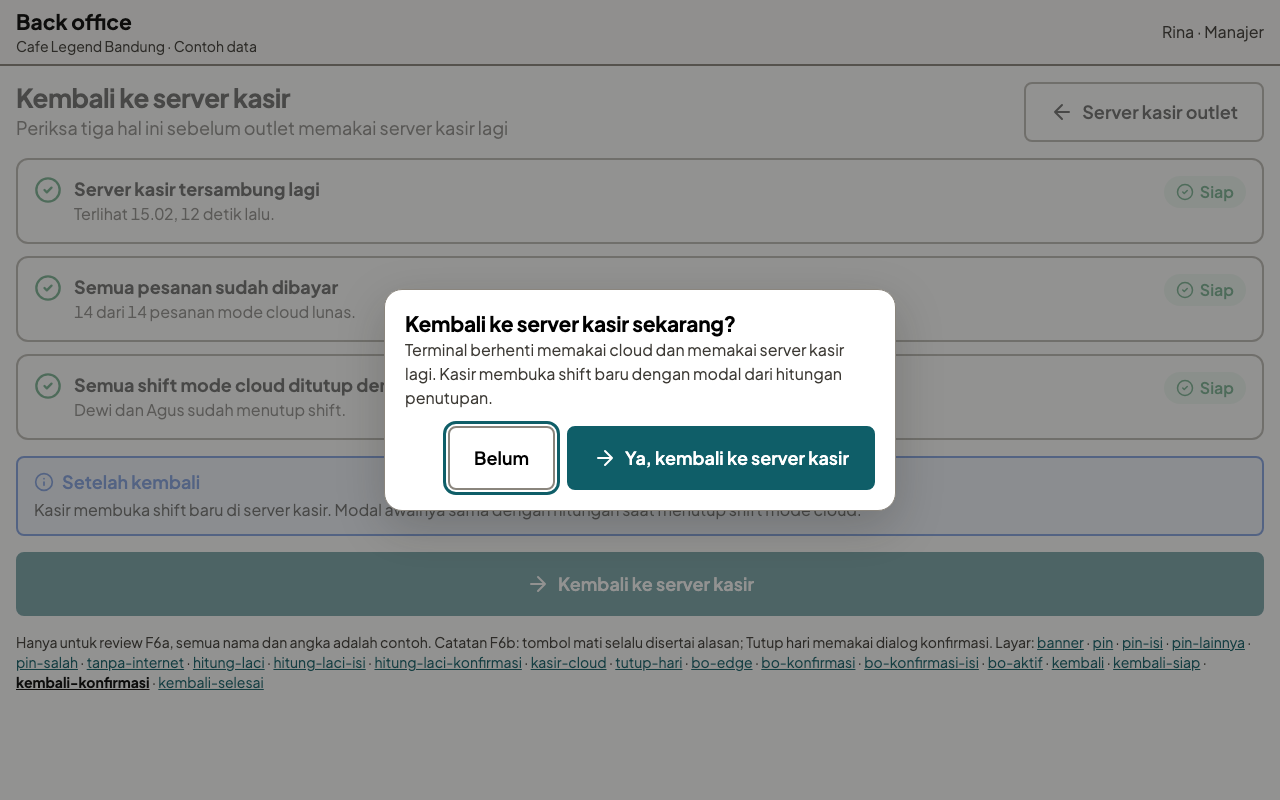 Back office
Cafe Legend Bandung · Contoh data
Rina · Manajer
Kembali ke server kasir
Periksa tiga hal ini sebelum outlet memakai server kasir lagi
Server kasir outlet
Server kasir tersambung lagi
Terlihat 15.02, 12 detik lalu.
Siap
Semua pesanan sudah dibayar
14 dari 14 pesanan mode cloud lunas.
Siap
Semua shift mode cloud ditutup
Dewi dan Agus sudah menutup shift.
Siap
Kembali ke server kasir sekarang?
Terminal berhenti memakai cloud dan memakai server kasir
lagi. Kasir membuka shift baru dengan modal dari hitungan
penutupan.
Belum
Ya, kembali ke server kasir
Setelah kembali
Kasir membuka shift baru di server kasir. Modal awalnya sama dengan hitungan saat menutup shift mode cloud.
Kembali ke server kasir
Hanya untuk review F6a, semua nama dan angka adalah contoh. Catatan F6b: tombol mati selalu disertai alasan; Tutup hari memakai dialog konfirmasi. Layar: banner · pin · pin-isi · pin-lainnya ·
pin-salah · tanpa-internet · hitung-laci · hitung-laci-isi · hitung-laci-konfirmasi · kasir-cloud · tutup-hari · bo-edge · bo-konfirmasi · bo-konfirmasi-isi · bo-aktif · kembali · kembali-siap ·
kembali-konfirmasi · kembali-selesai